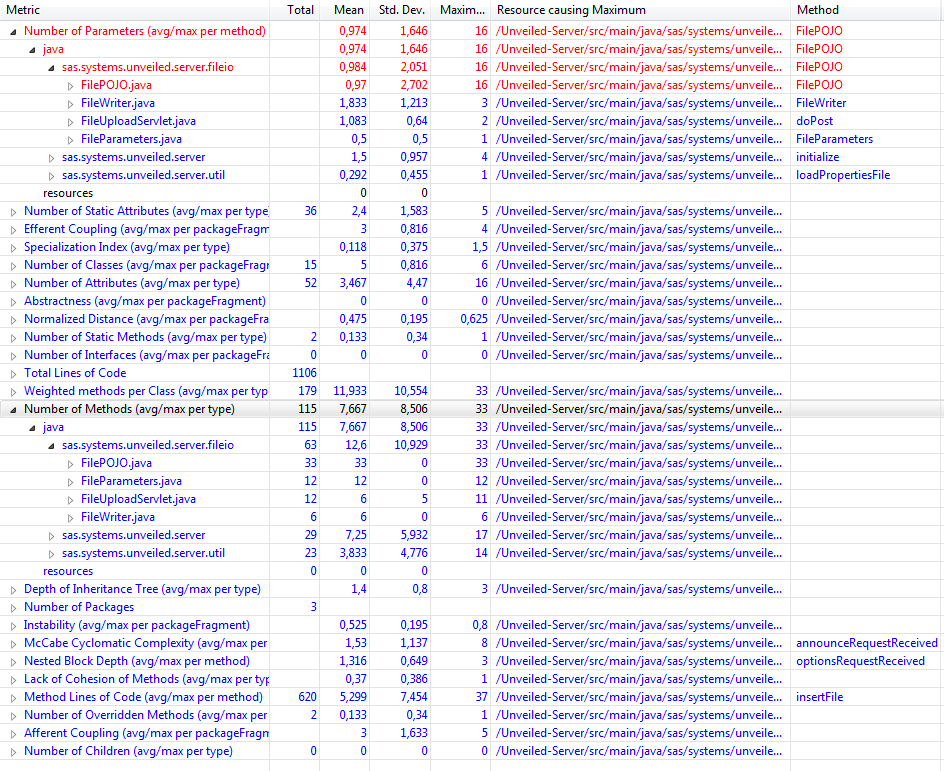 Metric Total Mean Std. Dev. Maxim... Resource causing Maximum Method
Number of Parameters (avg/max per method) 0,974 1,646 16 /Unveiled-Server/src/main/java/sas/systems/unveile... FilePOJO
java 0,974 1,646 16 /Unveiled-Server/src/main/java/sas/systems/unveile... FilePOJO
sas.systems.unveiled.server.fileio 0,984 2,051 16 /Unveiled-Server/src/main/java/sas/systems/unveile... FilePOJO
FilePOJO.java 0,97 2,702 16 /Unveiled-Server/src/main/java/sas/systems/unveile... FilePOJO
FileWriter.java 1,833 1,213 3 /Unveiled-Server/src/main/java/sas/systems/unveile... FileWriter
FileUploadServlet.java 1,083 0,64 2 /Unveiled-Server/src/main/java/sas/systems/unveile... doPost
FileParameters.java 0,5 0,5 1 /Unveiled-Server/src/main/java/sas/systems/unveile... FileParameters
sas.systems.unveiled.server 1,5 0,957 4 /Unveiled-Server/src/main/java/sas/systems/unveile... initialize
sas.systems.unveiled.server.util 0,292 0,455 1 /Unveiled-Server/src/main/java/sas/systems/unveile... loadPropertiesFile
resources 0 0
Number of Static Attributes (avg/max per type) 36 2,4 1,583 5 /Unveiled-Server/src/main/java/sas/systems/unveile...
Efferent Coupling (avg/max per packageFragm 3 0,816 4 /Unveiled-Server/src/main/java/sas/systems/unveile...
Specialization Index (avg/max per type) 0,118 0,375 1,5 /Unveiled-Server/src/main/java/sas/systems/unveile...
Number of Classes (avg/max per packageFragr 15 5 0,816 6 /Unveiled-Server/src/main/java/sas/systems/unveile...
Number of Attributes (avg/max per type) 52 3,467 4,47 16 /Unveiled-Server/src/main/java/sas/systems/unveile...
Abstractness (avg/max per packageFragment) 0 0 0 /Unveiled-Server/src/main/java/sas/systems/unveile...
Normalized Distance (avg/max per packageFra 0,475 0,195 0,625 /Unveiled-Server/src/main/java/sas/systems/unveile...
Number of Static Methods (avg/max per type) 2 0,133 0,34 1 /Unveiled-Server/src/main/java/sas/systems/unveile...
Number of Interfaces (avg/max per packageFra 0 0 0 0 /Unveiled-Server/src/main/java/sas/systems/unveile...
Total Lines of Code 1106
Weighted methods per Class (avg/max per typ 179 11,933 10,554 33 /Unveiled-Server/src/main/java/sas/systems/unveile...
Number of Methods (avg/max per type) 115 7,667 8,506 33 /Unveiled-Server/src/main/java/sas/systems/unveile...
java 115 7,667 8,506 33 /Unveiled-Server/src/main/java/sas/systems/unveile...
sas.systems.unveiled.server.fileio 63 12,6 10,929 33 /Unveiled-Server/src/main/java/sas/systems/unveile...
FilePOJO.java 33 33 0 33 /Unveiled-Server/src/main/java/sas/systems/unveile...
FileParameters.java 12 12 0 12 /Unveiled-Server/src/main/java/sas/systems/unveile...
FileUploadServlet.java 12 6 5 11 /Unveiled-Server/src/main/java/sas/systems/unveile...
FileWriter.java 6 6 0 6 /Unveiled-Server/src/main/java/sas/systems/unveile...
sas.systems.unveiled.server 29 7,25 5,932 17 /Unveiled-Server/src/main/java/sas/systems/unveile...
sas.systems.unveiled.server.util 23 3,833 4,776 14 /Unveiled-Server/src/main/java/sas/systems/unveile...
resources 0 0 0
Depth of Inheritance Tree (avg/max per type) 1,4 0,8 3 /Unveiled-Server/src/main/java/sas/systems/unveile...
Number of Packages 3
Instability (avg/max per packageFragment) 0,525 0,195 0,8 /Unveiled-Server/src/main/java/sas/systems/unveile...
McCabe Cyclomatic Complexity (avg/max per 1,53 1,137 8 /Unveiled-Server/src/main/java/sas/systems/unveile... announceRequestReceived
Nested Block Depth (avg/max per method) 1,316 0,649 3 /Unveiled-Server/src/main/java/sas/systems/unveile... optionsRequestReceived
Lack of Cohesion of Methods (avg/max per typ 0,37 0,386 1 /Unveiled-Server/src/main/java/sas/systems/unveile...
Method Lines of Code (avg/max per method) 620 5,299 7,454 37 /Unveiled-Server/src/main/java/sas/systems/unveile... insertFile
Number of Overridden Methods (avg/max per 2 0,133 0,34 1 /Unveiled-Server/src/main/java/sas/systems/unveile...
Afferent Coupling (avg/max per packageFragm 3 1,633 5 /Unveiled-Server/src/main/java/sas/systems/unveile...
Number of Children (avg/max per type) 0 0 0 0 /Unveiled-Server/src/main/java/sas/systems/unveile...